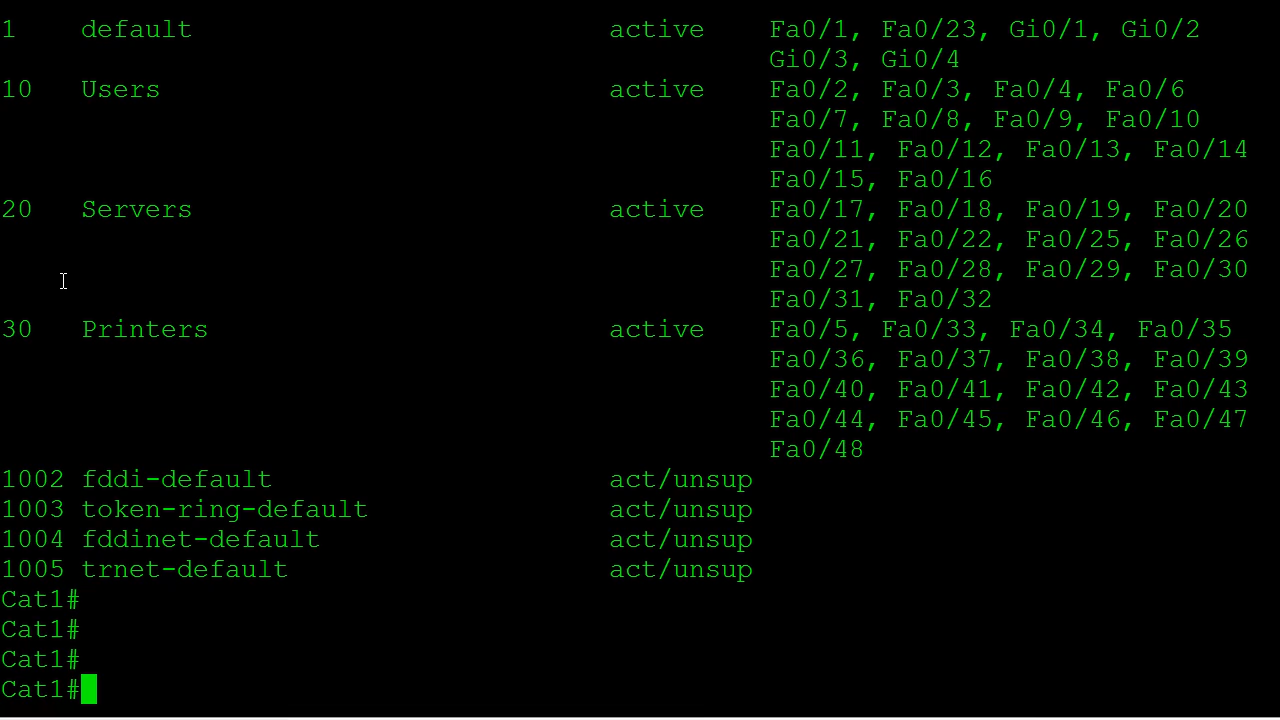 1    default                          active    Fa0/1, Fa0/23, Gi0/1, Gi0/2
                                                Gi0/3, Gi0/4
10   Users                            active    Fa0/2, Fa0/3, Fa0/4, Fa0/6
                                                Fa0/7, Fa0/8, Fa0/9, Fa0/10
                                                Fa0/11, Fa0/12, Fa0/13, Fa0/14
                                                Fa0/15, Fa0/16
20   Servers                          active    Fa0/17, Fa0/18, Fa0/19, Fa0/20
                                                Fa0/21, Fa0/22, Fa0/25, Fa0/26
                                                Fa0/27, Fa0/28, Fa0/29, Fa0/30
                                                Fa0/31, Fa0/32
30   Printers                         active    Fa0/5, Fa0/33, Fa0/34, Fa0/35
                                                Fa0/36, Fa0/37, Fa0/38, Fa0/39
                                                Fa0/40, Fa0/41, Fa0/42, Fa0/43
                                                Fa0/44, Fa0/45, Fa0/46, Fa0/47
                                                Fa0/48
1002 fddi-default                     act/unsup
1003 token-ring-default               act/unsup
1004 fddinet-default                  act/unsup
1005 trnet-default                    act/unsup
Cat1#
Cat1#
Cat1#
Cat1#